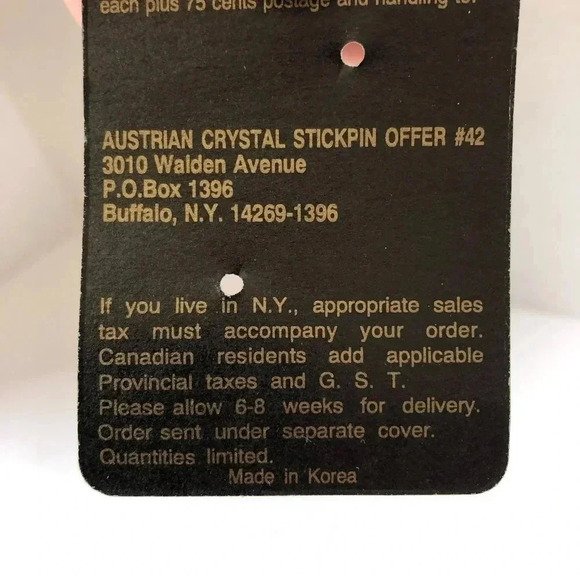 each plus 75 cents postage and handling to:
AUSTRIAN CRYSTAL STICKPIN OFFER #42
3010 Walden Avenue
P.O.Box 1396
Buffalo, N.Y. 14269-1396
If you live in N.Y., appropriate sales
tax must accompany your order.
Canadian residents add applicable
Provincial taxes and G. S. T.
Please allow 6-8 weeks for delivery.
Order sent under separate cover.
Quantities limited.
Made in Korea